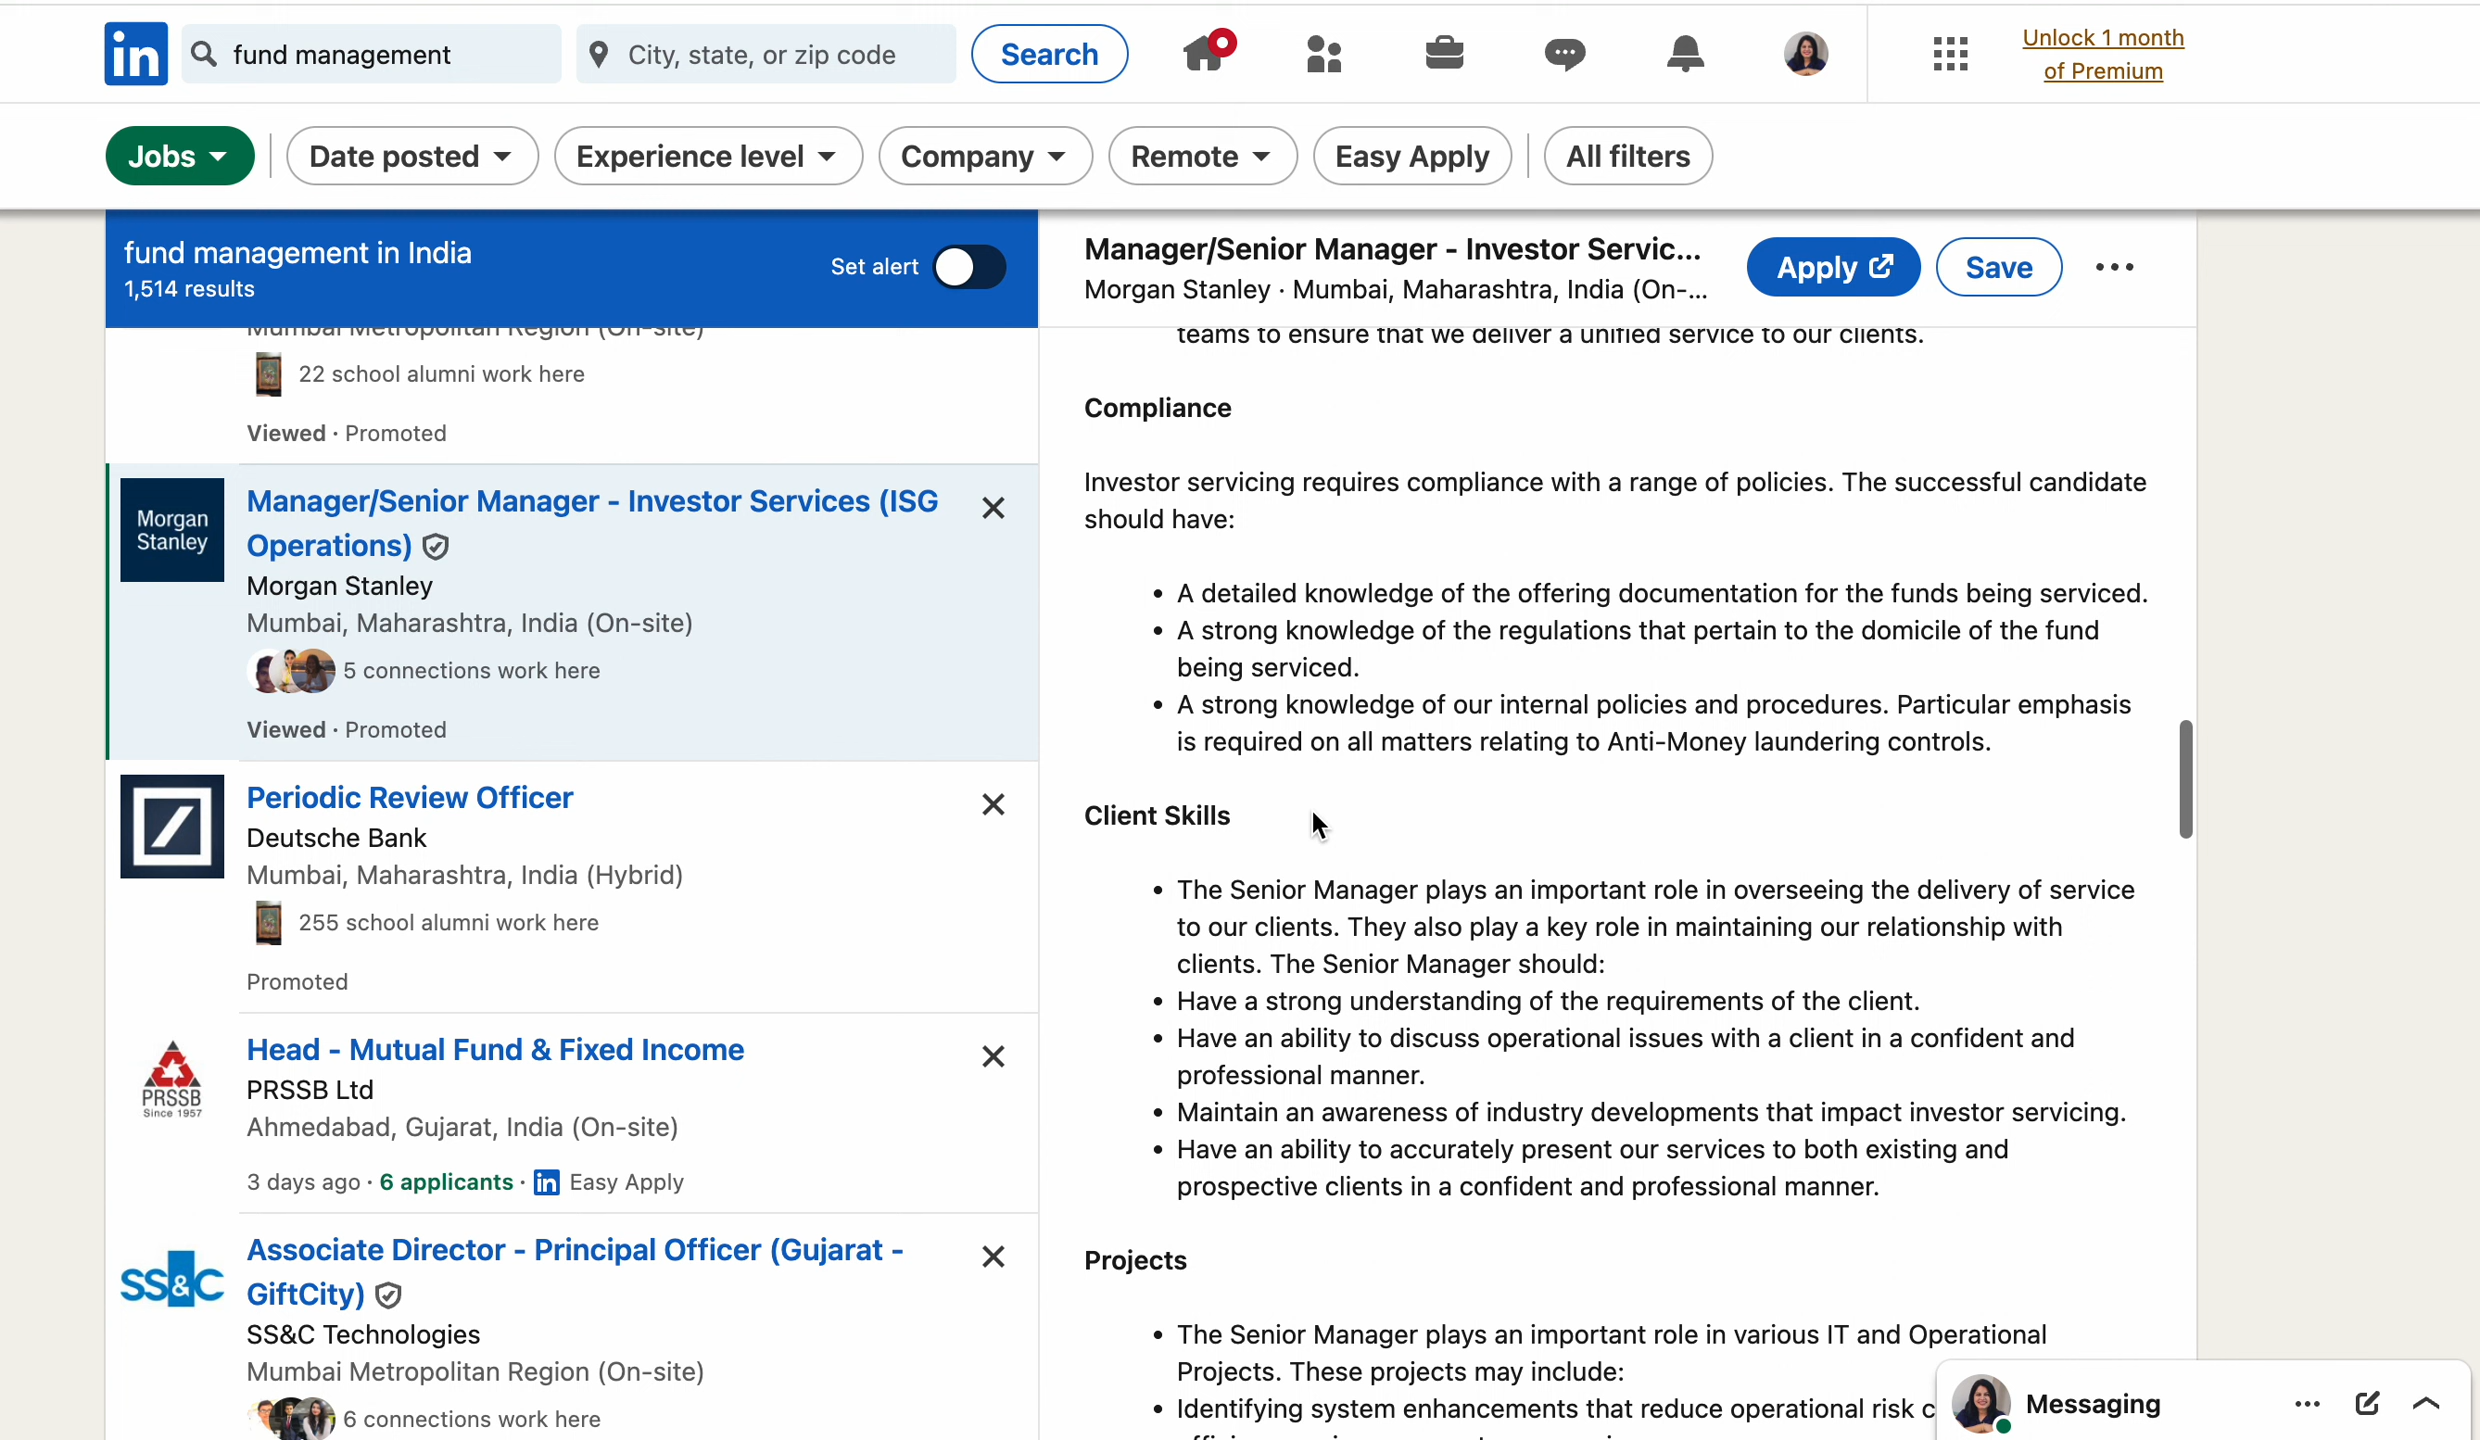 in
fund management
City, state, or zip code
Search
Unlock 1 month
of Premium
Jobs
Date posted
Experience level
Company
Remote
Easy Apply
All filters
fund management in India
1,514 results
Set alert
Mumbai Metropolitan Region (On-site)
22 school alumni work here
Viewed · Promoted
Morgan
Stanley
Manager/Senior Manager - Investor Services (ISG
Operations)
Morgan Stanley
Mumbai, Maharashtra, India (On-site)
5 connections work here
Viewed · Promoted
Periodic Review Officer
Deutsche Bank
Mumbai, Maharashtra, India (Hybrid)
255 school alumni work here
Promoted
PRSSB
Since 1957
Head - Mutual Fund & Fixed Income
PRSSB Ltd
Ahmedabad, Gujarat, India (On-site)
3 days ago · 6 applicants · in Easy Apply
SS&C
Associate Director - Principal Officer (Gujarat -
GiftCity)
SS&C Technologies
Mumbai Metropolitan Region (On-site)
6 connections work here
Manager/Senior Manager - Investor Servic...
Morgan Stanley · Mumbai, Maharashtra, India (On-...
Apply
Save
teams to ensure that we deliver a unified service to our clients.
Compliance
Investor servicing requires compliance with a range of policies. The successful candidate
should have:
• A detailed knowledge of the offering documentation for the funds being serviced.
• A strong knowledge of the regulations that pertain to the domicile of the fund
being serviced.
• A strong knowledge of our internal policies and procedures. Particular emphasis
is required on all matters relating to Anti-Money laundering controls.
Client Skills
• The Senior Manager plays an important role in overseeing the delivery of service
to our clients. They also play a key role in maintaining our relationship with
clients. The Senior Manager should:
• Have a strong understanding of the requirements of the client.
• Have an ability to discuss operational issues with a client in a confident and
professional manner.
• Maintain an awareness of industry developments that impact investor servicing.
• Have an ability to accurately present our services to both existing and
prospective clients in a confident and professional manner.
Projects
• The Senior Manager plays an important role in various IT and Operational
Projects. These projects may include:
• Identifying system enhancements that reduce operational risk
Messaging